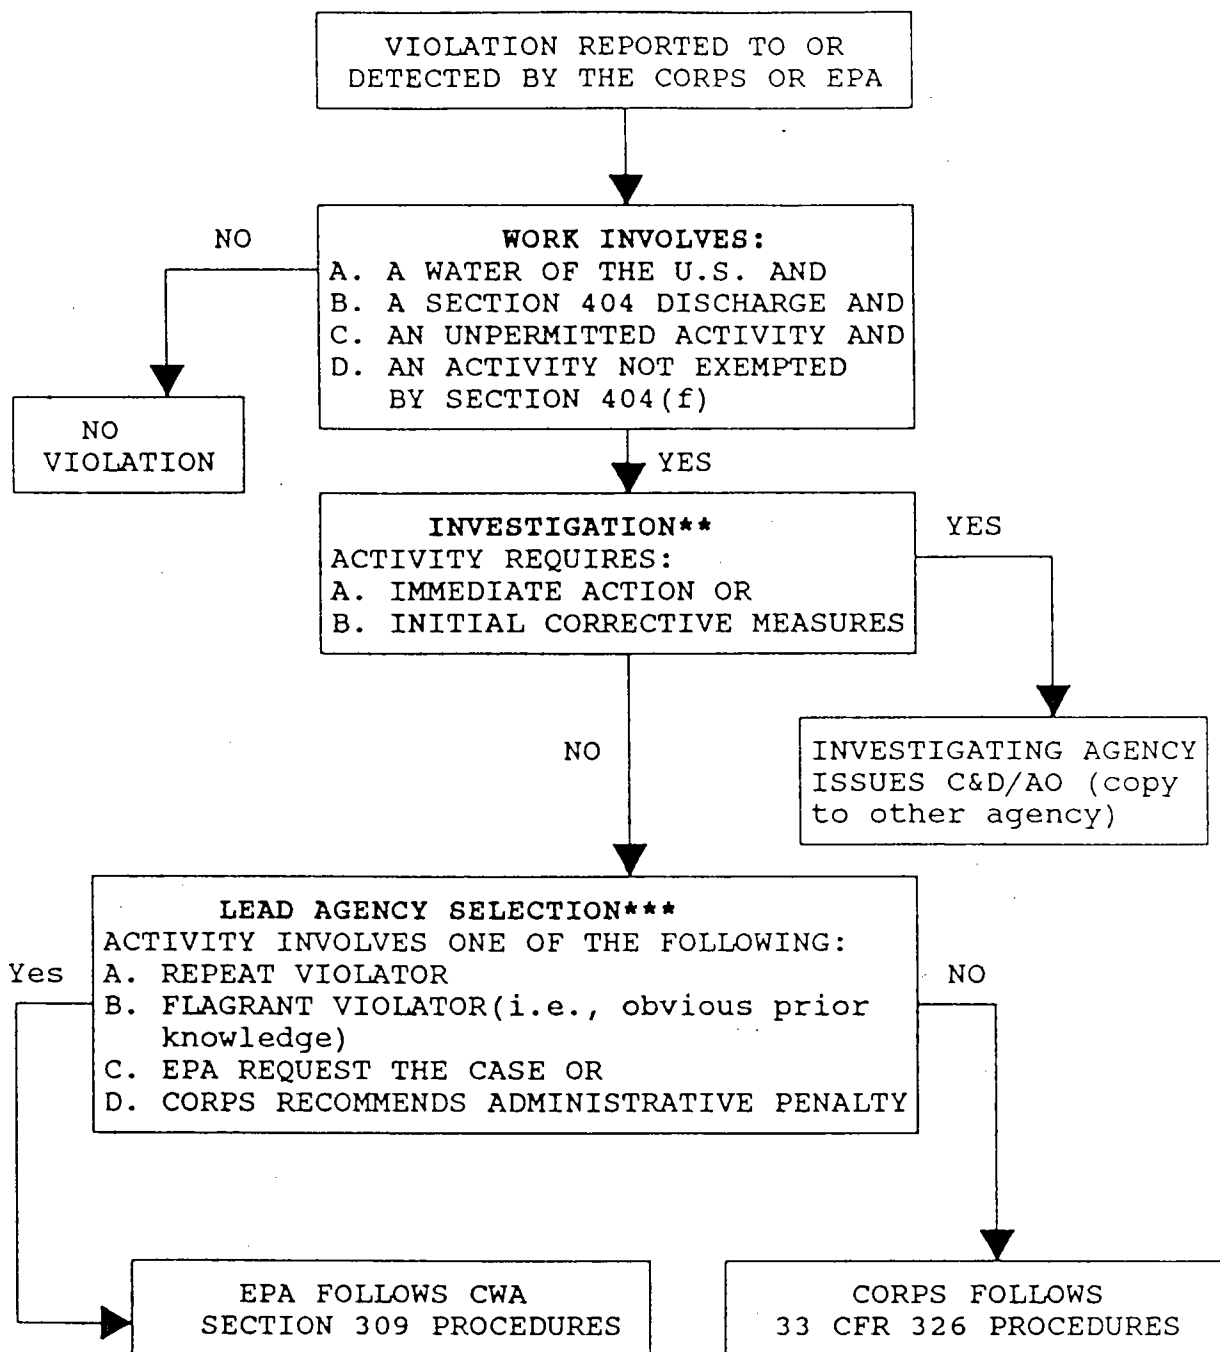 VIOLATION REPORTED TO OR
DETECTED BY THE CORPS OR EPA
NO
WORK INVOLVES:
A. A WATER OF THE U.S. AND
B. A SECTION 404 DISCHARGE AND
C. AN UNPERMITTED ACTIVITY AND
D. AN ACTIVITY NOT EXEMPTED
BY SECTION 404(f)
NO
VIOLATION
YES
INVESTIGATION**
ACTIVITY REQUIRES:
A. IMMEDIATE ACTION OR
B. INITIAL CORRECTIVE MEASURES
YES
NO
INVESTIGATING AGENCY
ISSUES C&D/AO (copy
to other agency)
LEAD AGENCY SELECTION***
ACTIVITY INVOLVES ONE OF THE FOLLOWING:
Yes
A. REPEAT VIOLATOR
B. FLAGRANT VIOLATOR(i.e., obvious prior
knowledge)
C. EPA REQUEST THE CASE OR
D. CORPS RECOMMENDS ADMINISTRATIVE PENALTY
NO
EPA FOLLOWS CWA
SECTION 309 PROCEDURES
CORPS FOLLOWS
33 CFR 326 PROCEDURES